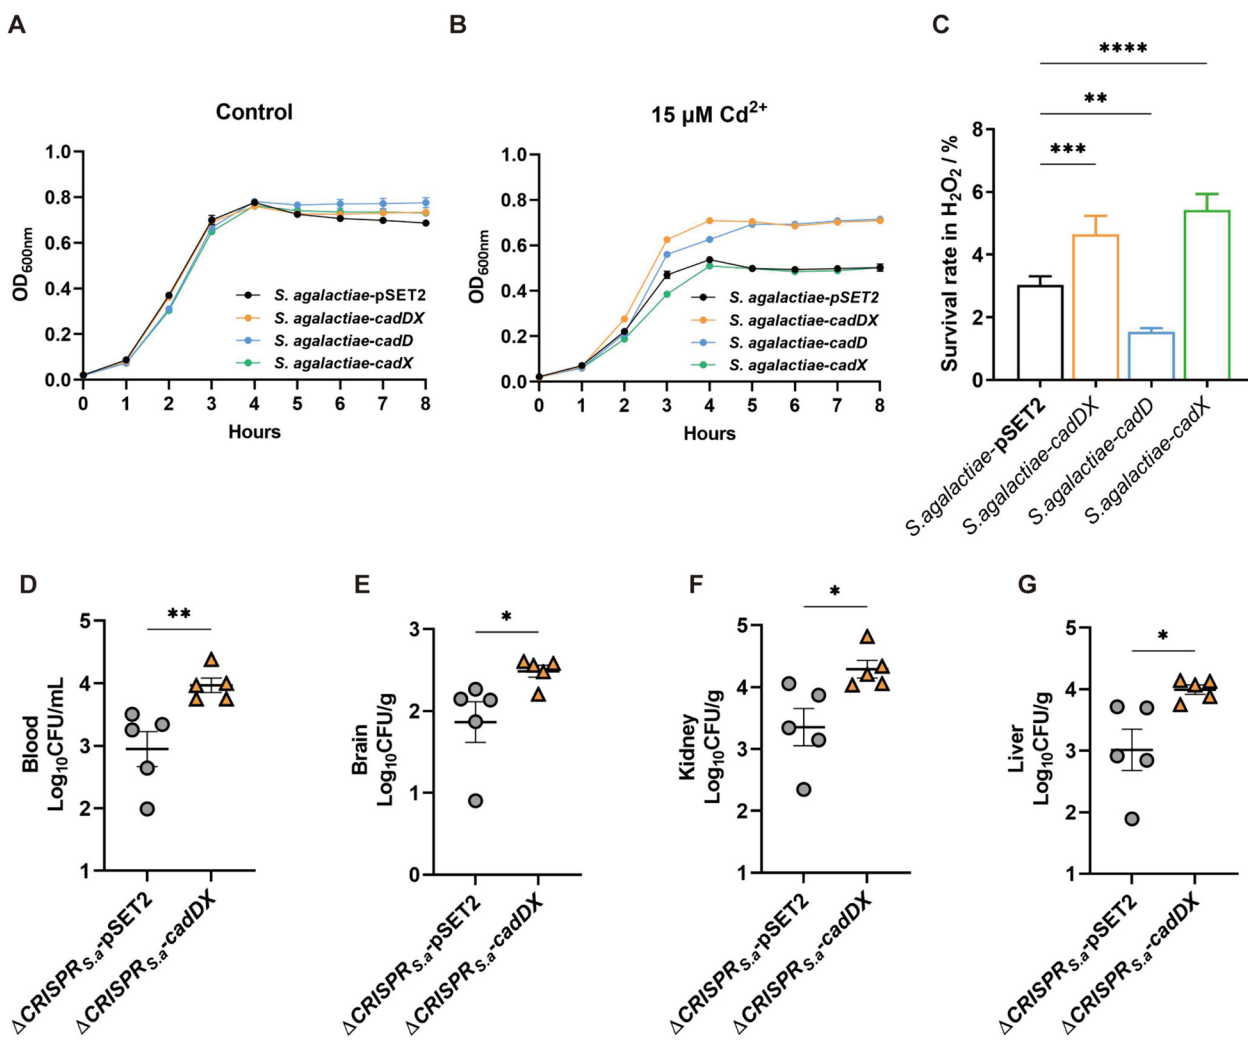 A
B
C
Control
15 μM Cd2+
OD600nm
1.0
0.8
0.6
0.4
0.2
0.0
0 1 2 3 4 5 6 7 8
Hours
S. agalactiae-pSET2
S. agalactiae-cadDX
S. agalactiae-cadD
S. agalactiae-cadX
OD600nm
1.0
0.8
0.6
0.4
0.2
0.0
0 1 2 3 4 5 6 7 8
Hours
S. agalactiae-pSET2
S. agalactiae-cadDX
S. agalactiae-cadD
S. agalactiae-cadX
Survival rate in H2O2 / %
****
**
***
8
6
4
2
0
S.agalactiae-pSET2
S.agalactiae-cadDX
S.agalactiae-cadD
S.agalactiae-cadX
D
E
F
G
Blood
Log10CFU/mL
**
5
4
3
2
1
ΔCRISPRS.a-pSET2
ΔCRISPRS.a-cadDX
Brain
Log10CFU/g
*
3
2
1
0
ΔCRISPRS.a-pSET2
ΔCRISPRS.a-cadDX
Kidney
Log10CFU/g
*
5
4
3
2
1
ΔCRISPRS.a-pSET2
ΔCRISPRS.a-cadDX
Liver
Log10CFU/g
*
5
4
3
2
1
ΔCRISPRS.a-pSET2
ΔCRISPRS.a-cadDX